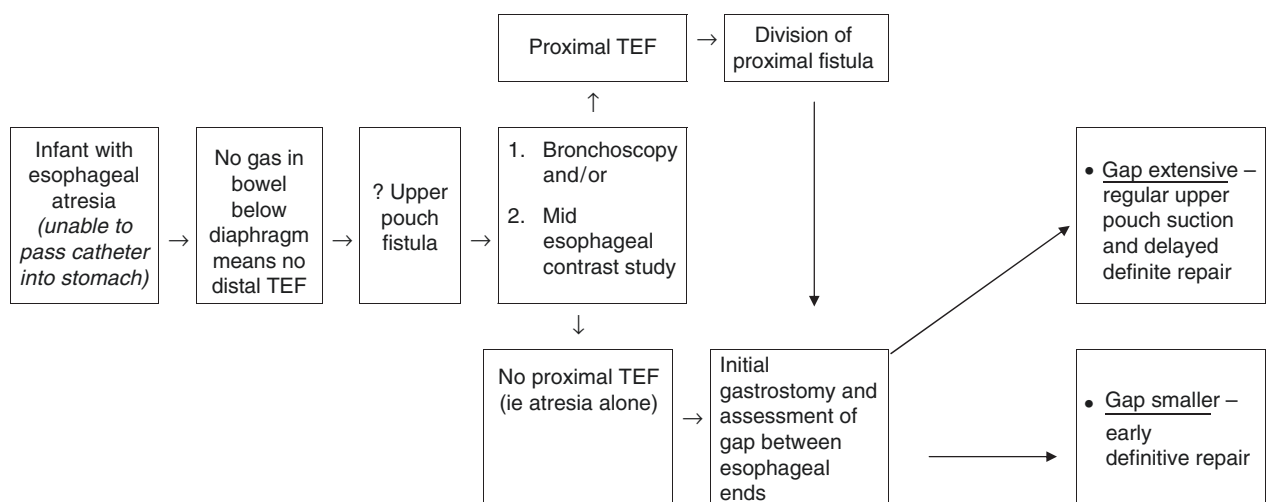 Proximal TEF
→
Division of
proximal fistula
↑
↓
Infant with
esophageal
atresia
(unable to
pass catheter
into stomach)
→
No gas in
bowel
below
diaphragm
means no
distal TEF
→
? Upper
pouch
fistula
→
1. Bronchoscopy
and/or
2. Mid
esophageal
contrast study
• Gap extensive –
regular upper
pouch suction
and delayed
definite repair
↓
No proximal TEF
(ie atresia alone)
→
Initial
gastrostomy and
assessment of
gap between
esophageal
ends
• Gap smaller –
early
definitive repair